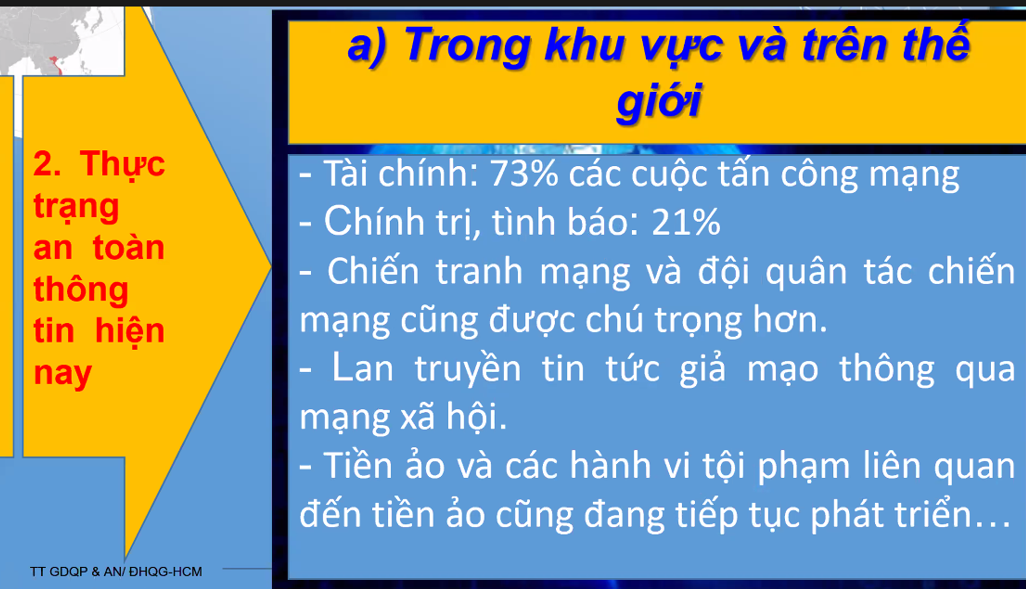 2. Thực
trạng
an toàn
thông
tin hiện
nay
a) Trong khu vực và trên thế
giới
- Tài chính: 73% các cuộc tấn công mạng
- Chính trị, tình báo: 21%
- Chiến tranh mạng và đội quân tác chiến
mạng cũng được chú trọng hơn.
- Lan truyền tin tức giả mạo thông qua
mạng xã hội.
- Tiền ảo và các hành vi tội phạm liên quan
đến tiền ảo cũng đang tiếp tục phát triển…
TT GDQP & AN/ ĐHQG-HCM